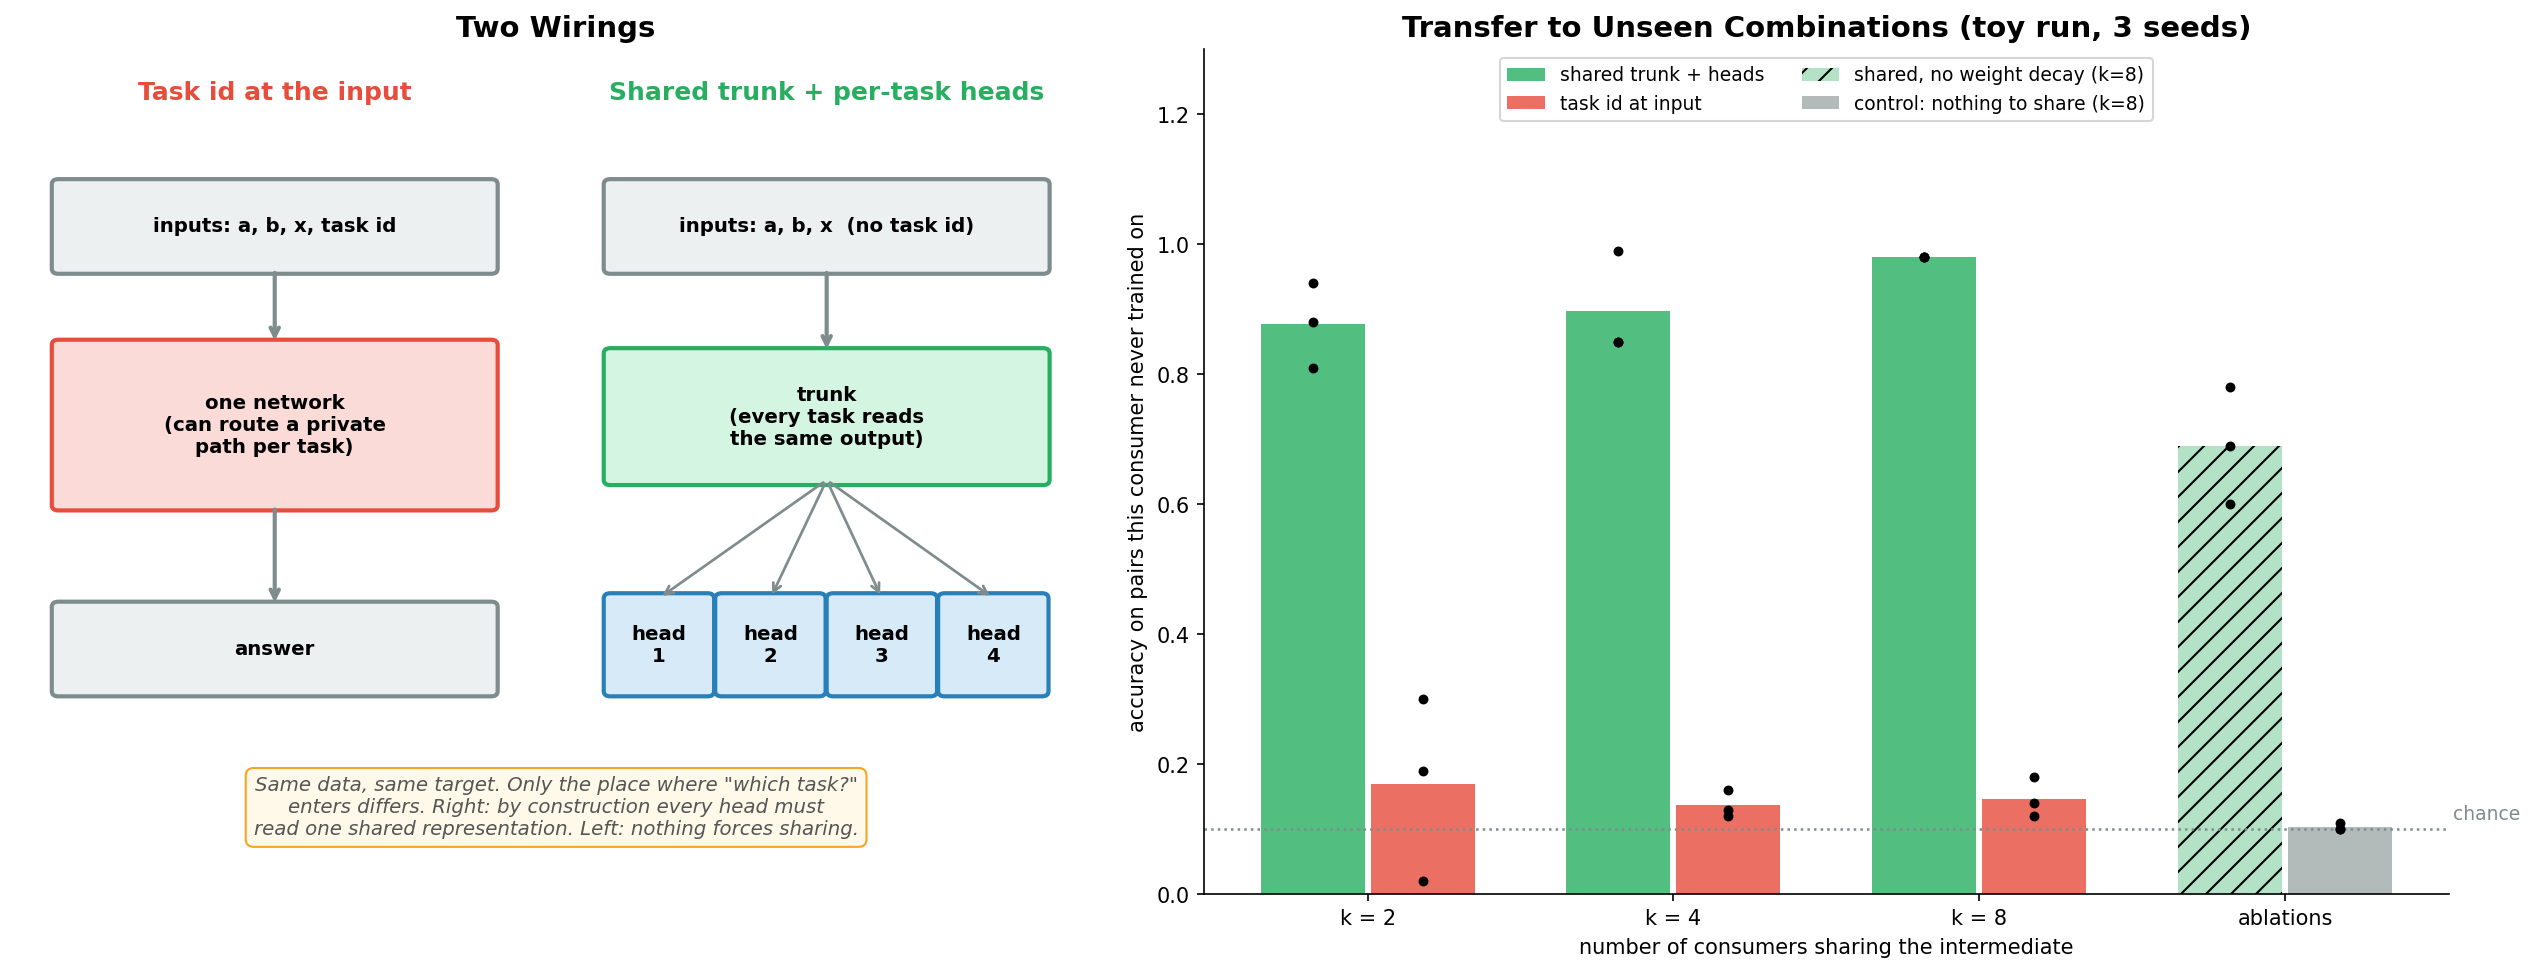 Two Wirings
Task id at the input
Shared trunk + per-task heads
inputs: a, b, x, task id
inputs: a, b, x  (no task id)
one network
(can route a private
path per task)
trunk
(every task reads
the same output)
answer
head
1
head
2
head
3
head
4
Same data, same target. Only the place where "which task?"
enters differs. Right: by construction every head must
read one shared representation. Left: nothing forces sharing.
Transfer to Unseen Combinations (toy run, 3 seeds)
shared trunk + heads
task id at input
shared, no weight decay (k=8)
control: nothing to share (k=8)
accuracy on pairs this consumer never trained on
1.2
1.0
0.8
0.6
0.4
0.2
0.0
chance
k = 2
k = 4
k = 8
ablations
number of consumers sharing the intermediate